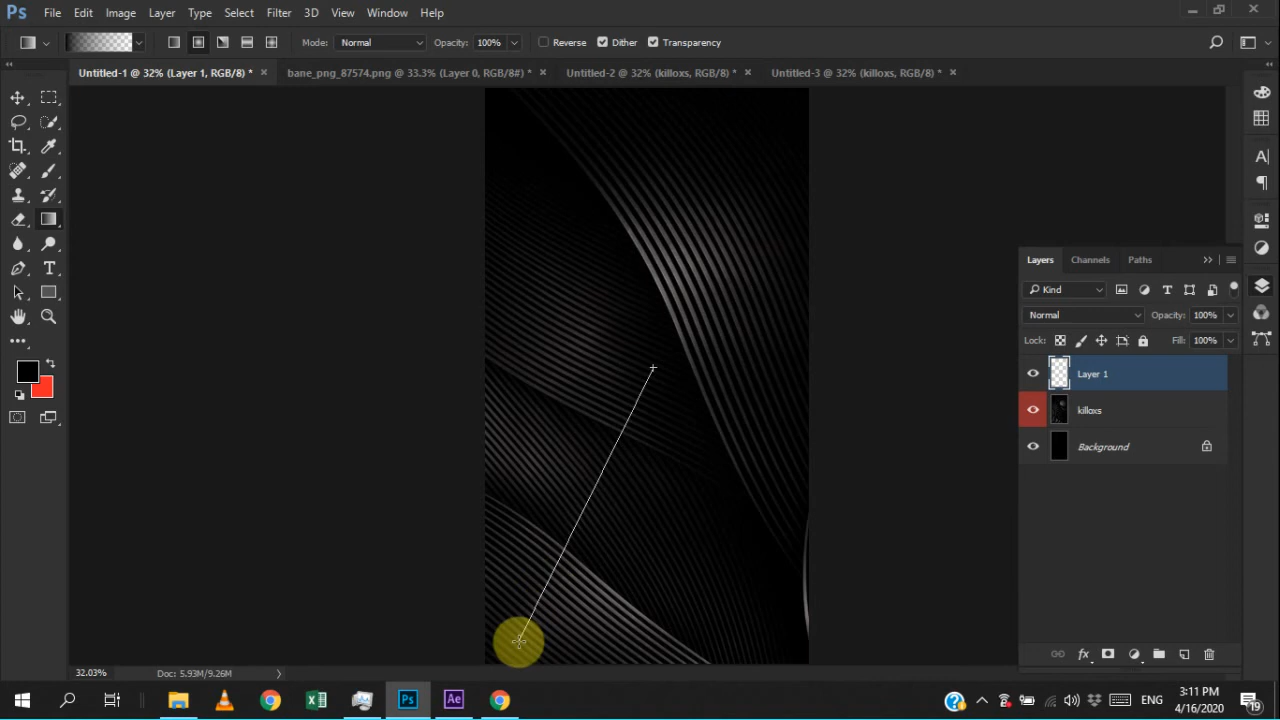 Ps File Edit Image Layer Type Select Filter 3D View Window Help
Mode: Normal Opacity: 100% Reverse Dither Transparency
Untitled-1 @ 32% (Layer 1, RGB/8) * × bane_png_87574.png @ 33.3% (Layer 0, RGB/8#) * × Untitled-2 @ 32% (killoxs, RGB/8) * × Untitled-3 @ 32% (killoxs, RGB/8) * ×
Layers Channels Paths
Kind
Normal Opacity: 100%
Lock: Fill: 100%
Layer 1
killoxs
Background
32.03% Doc: 5.93M/9.26M
Ps Ae ENG 3:11 PM
4/16/2020 19